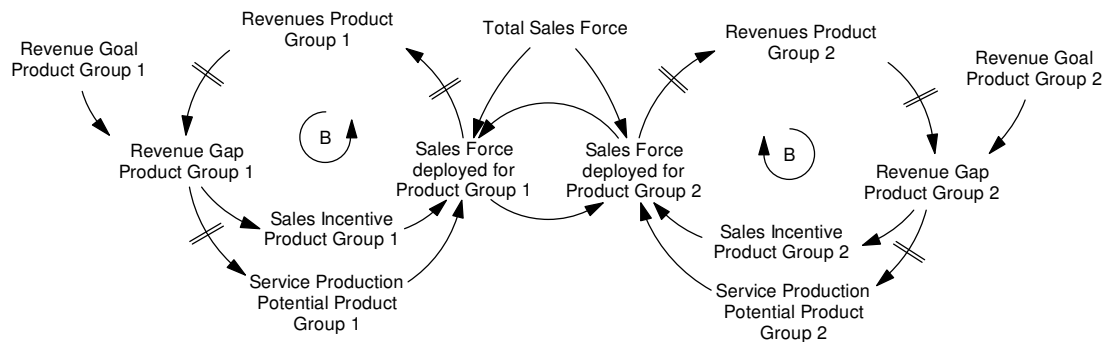 Revenue Goal
Product Group 1
Revenues Product
Group 1
Total Sales Force
Revenues Product
Group 2
Revenue Goal
Product Group 2
B
B
Revenue Gap
Product Group 1
Sales Force
deployed for
Product Group 1
Sales Force
deployed for
Product Group 2
Revenue Gap
Product Group 2
Sales Incentive
Product Group 1
Sales Incentive
Product Group 2
Service Production
Potential Product
Group 1
Service Production
Potential Product
Group 2